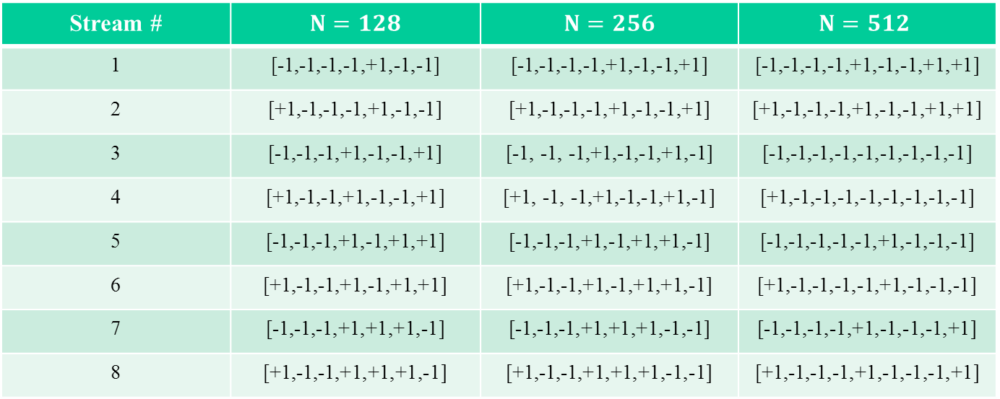 Stream # N = 128 N = 256 N = 512
1 [-1,-1,-1,-1,+1,-1,-1] [-1,-1,-1,-1,+1,-1,-1,+1] [-1,-1,-1,-1,+1,-1,-1,+1,+1]
2 [+1,-1,-1,-1,+1,-1,-1] [+1,-1,-1,-1,+1,-1,-1,+1] [+1,-1,-1,-1,+1,-1,-1,+1,+1]
3 [-1,-1,-1,+1,-1,-1,+1] [-1, -1, -1,+1,-1,-1,+1,-1] [-1,-1,-1,-1,-1,-1,-1,-1,-1]
4 [+1,-1,-1,+1,-1,-1,+1] [+1, -1, -1,+1,-1,-1,+1,-1] [+1,-1,-1,-1,-1,-1,-1,-1,-1]
5 [-1,-1,-1,+1,-1,+1,+1] [-1,-1,-1,+1,-1,+1,+1,-1] [-1,-1,-1,-1,-1,+1,-1,-1,-1]
6 [+1,-1,-1,+1,-1,+1,+1] [+1,-1,-1,+1,-1,+1,+1,-1] [+1,-1,-1,-1,-1,+1,-1,-1,-1]
7 [-1,-1,-1,+1,+1,+1,-1] [-1,-1,-1,+1,+1,+1,-1,-1] [-1,-1,-1,-1,+1,-1,-1,-1,+1]
8 [+1,-1,-1,+1,+1,+1,-1] [+1,-1,-1,+1,+1,+1,-1,-1] [+1,-1,-1,-1,+1,-1,-1,-1,+1]